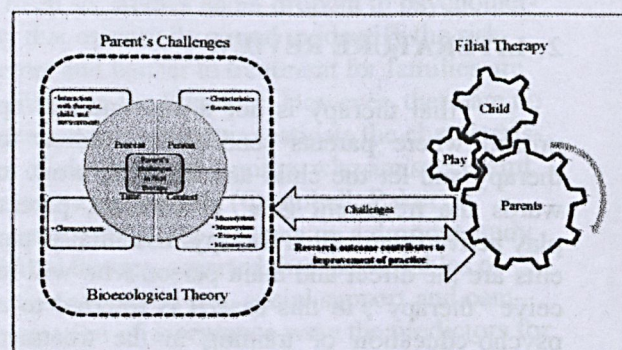 Parent's Challenges
Filial Therapy
• Interaction
with therapist,
child, and
environment
• Characteristics
• Resources
Process
Person
Time
Context
• Chronosystem
• Microsystem
• Mesosystem
• Exosystem
• Macrosystem
Bioecological Theory
Child
Play
Parents
Challenges
Research outcome contributes to
improvement of practice